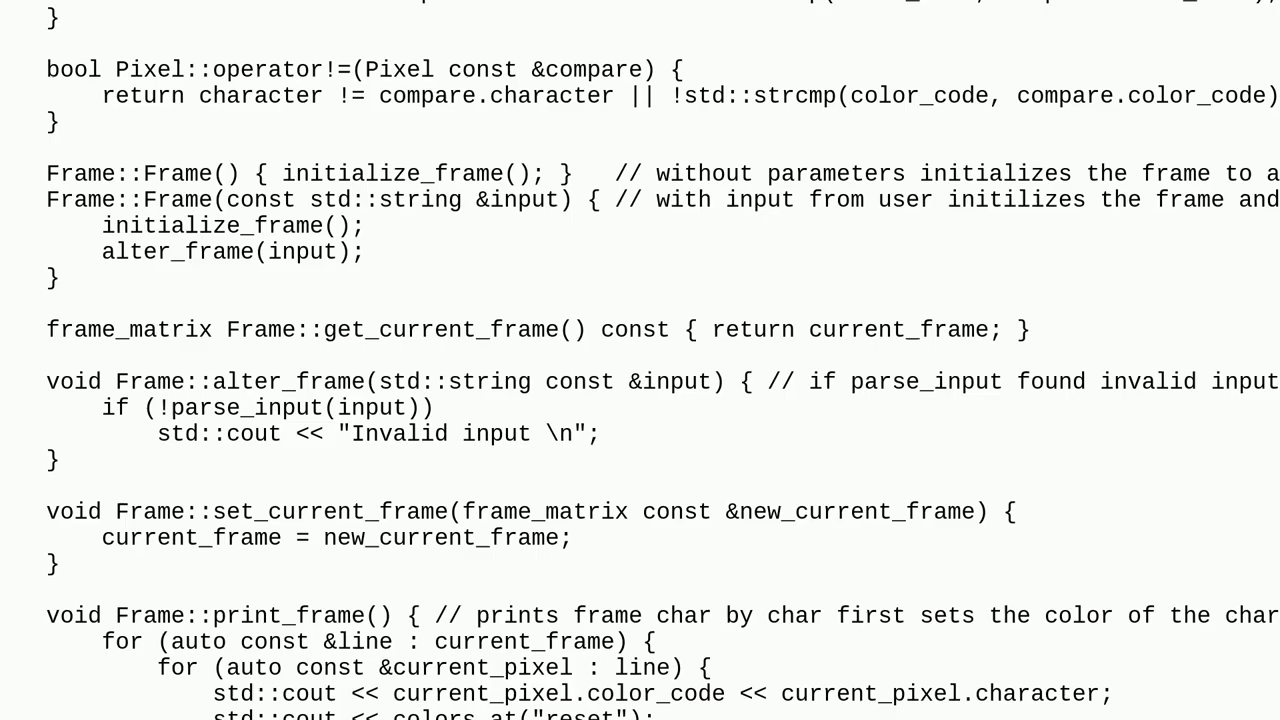 }
bool Pixel::operator!=(Pixel const &compare) {
    return character != compare.character || !std::strcmp(color_code, compare.color_code)
}
Frame::Frame() { initialize_frame(); }   // without parameters initializes the frame to a
Frame::Frame(const std::string &input) { // with input from user initilizes the frame and
    initialize_frame();
    alter_frame(input);
}
frame_matrix Frame::get_current_frame() const { return current_frame; }
void Frame::alter_frame(std::string const &input) { // if parse_input found invalid input
    if (!parse_input(input))
        std::cout << "Invalid input \n";
}
void Frame::set_current_frame(frame_matrix const &new_current_frame) {
    current_frame = new_current_frame;
}
void Frame::print_frame() { // prints frame char by char first sets the color of the char
    for (auto const &line : current_frame) {
        for (auto const &current_pixel : line) {
            std::cout << current_pixel.color_code << current_pixel.character;
            std::cout << colors.at("reset");